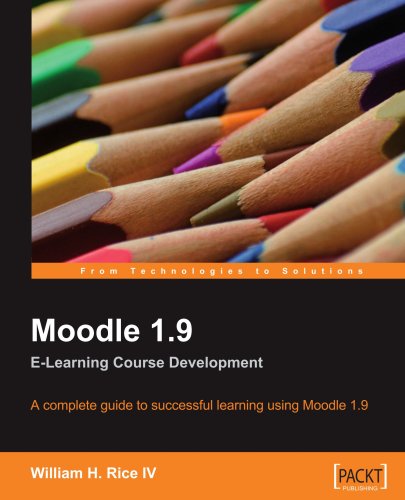 From Technologies to Solutions
Moodle 1.9
E-Learning Course Development
A complete guide to successful learning using Moodle 1.9
William H. Rice IV
[PACKT]
PUBLISHING